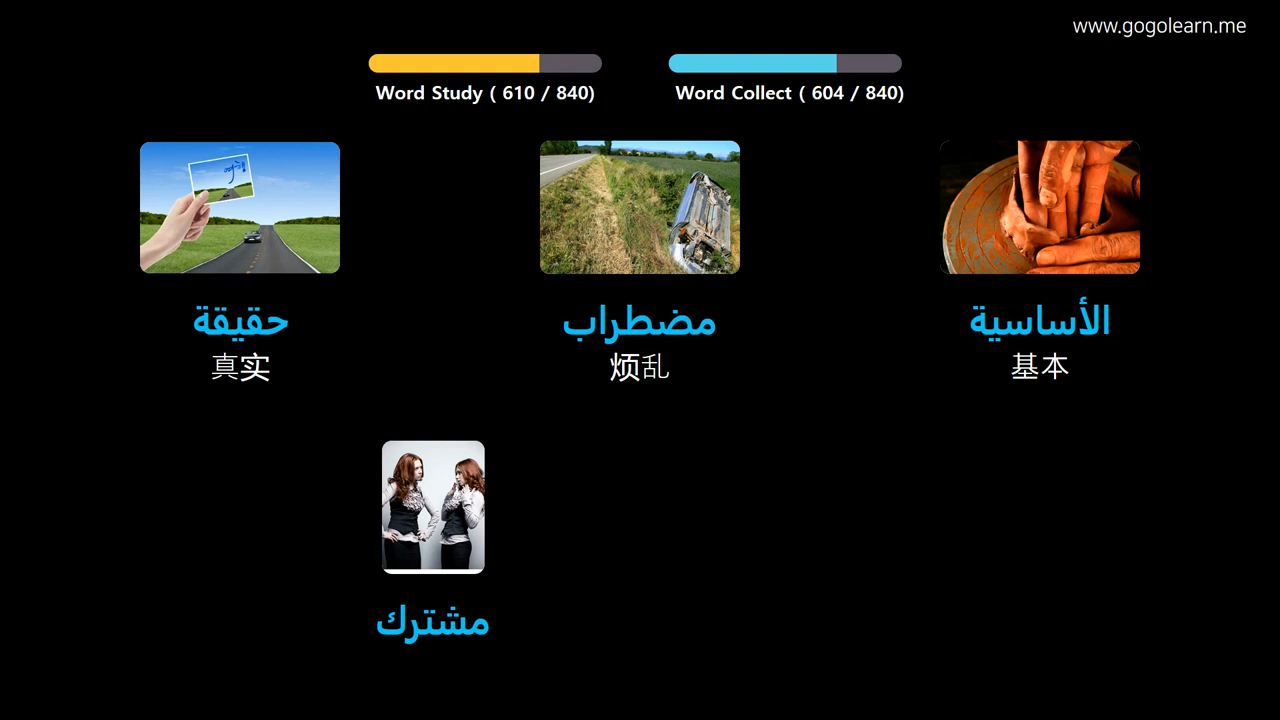 www.gogolearn.me
Word Study ( 610 / 840)
Word Collect ( 604 / 840)
حقيقة
真实
مضطراب
烦乱
الأساسية
基本
مشترك